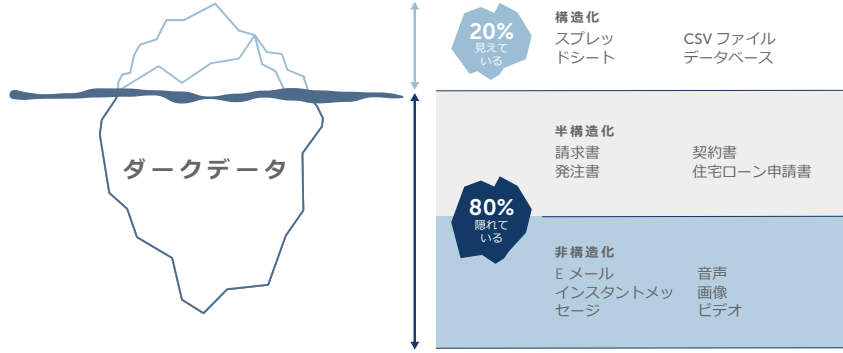 ダークデータ
20%
見えて
いる
構造化
スプレッ
ドシート
CSV ファイル
データベース
80%
隠れて
いる
半構造化
請求書
発注書
契約書
住宅ローン申請書
非構造化
E メール
インスタントメッ
セージ
音声
画像
ビデオ